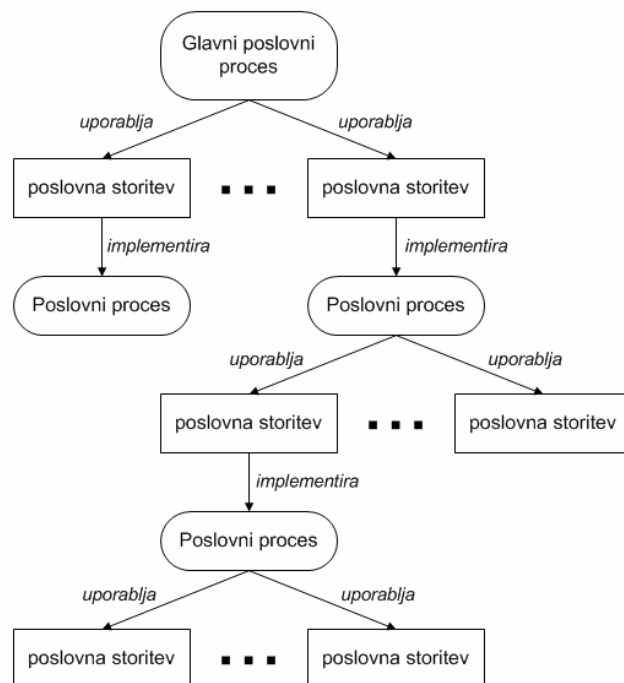 Glavni poslovni
proces
uporablja
uporablja
poslovna storitev
poslovna storitev
implementira
implementira
Poslovni proces
Poslovni proces
uporablja
uporablja
poslovna storitev
poslovna storitev
implementira
Poslovni proces
uporablja
uporablja
poslovna storitev
poslovna storitev